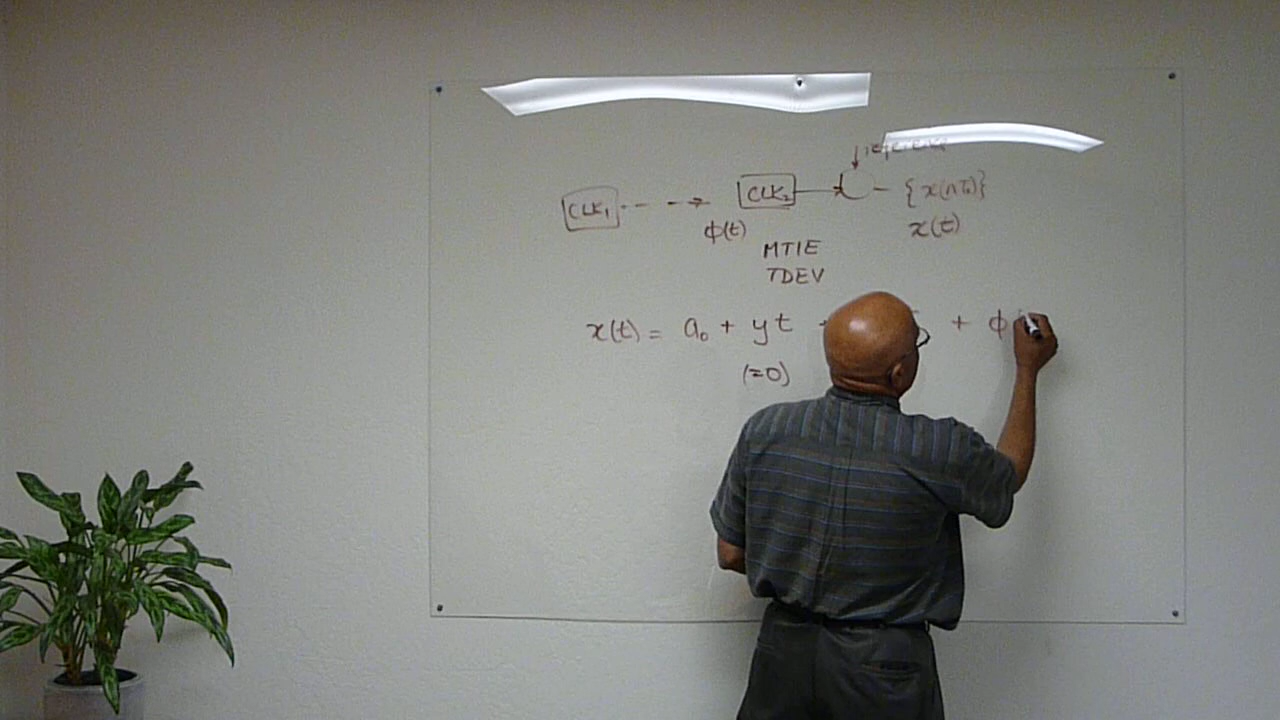 CLK₁ CLK₂ {x(nT₀)}
φ(t) x(t)
MTIE
TDEV
x(t) = a₀ + yt + φ
(=0)